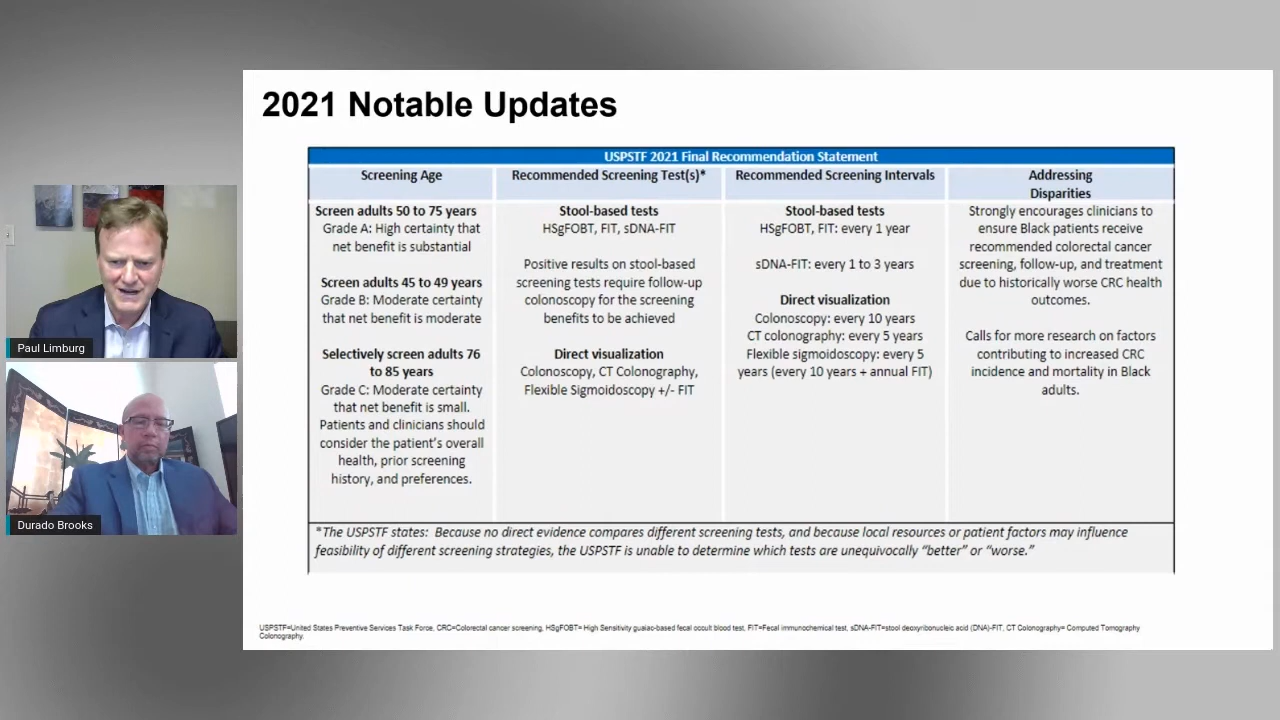 2021 Notable Updates
USPSTF 2021 Final Recommendation Statement
Screening Age
Screen adults 50 to 75 years
Grade A: High certainty that
net benefit is substantial
Screen adults 45 to 49 years
Grade B: Moderate certainty
that net benefit is moderate
Selectively screen adults 76
to 85 years
Grade C: Moderate certainty
that net benefit is small.
Patients and clinicians should
consider the patient's overall
health, prior screening
history, and preferences.
Recommended Screening Test(s)*
Stool-based tests
HSgFOBT, FIT, sDNA-FIT
Positive results on stool-based
screening tests require follow-up
colonoscopy for the screening
benefits to be achieved
Direct visualization
Colonoscopy, CT Colonography,
Flexible Sigmoidoscopy +/- FIT
Recommended Screening Intervals
Stool-based tests
HSgFOBT, FIT: every 1 year
sDNA-FIT: every 1 to 3 years
Direct visualization
Colonoscopy: every 10 years
CT colonography: every 5 years
Flexible sigmoidoscopy: every 5
years (every 10 years + annual FIT)
Addressing
Disparities
Strongly encourages clinicians to
ensure Black patients receive
recommended colorectal cancer
screening, follow-up, and treatment
due to historically worse CRC health
outcomes.
Calls for more research on factors
contributing to increased CRC
incidence and mortality in Black
adults.
*The USPSTF states:  Because no direct evidence compares different screening tests, and because local resources or patient factors may influence
feasibility of different screening strategies, the USPSTF is unable to determine which tests are unequivocally “better” or “worse.”
USPSTF=United States Preventive Services Task Force, CRC=Colorectal cancer screening, HSgFOBT= High Sensitivity guaiac-based fecal occult blood test, FIT=Fecal immunochemical test, sDNA-FIT=stool deoxyribonucleic acid (DNA)-FIT, CT Colonography= Computed Tomography
Colonography.
Paul Limburg
Durado Brooks